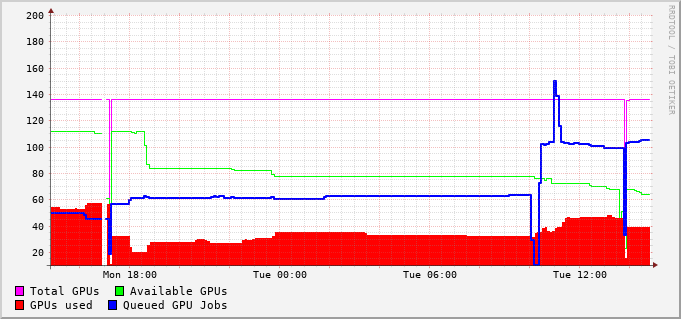 200
180
160
140
120
100
80
60
40
20
Mon 18:00 Tue 00:00 Tue 06:00 Tue 12:00
Total GPUs Available GPUs
GPUs used Queued GPU Jobs
RRDTOOL / TOBI OETIKER